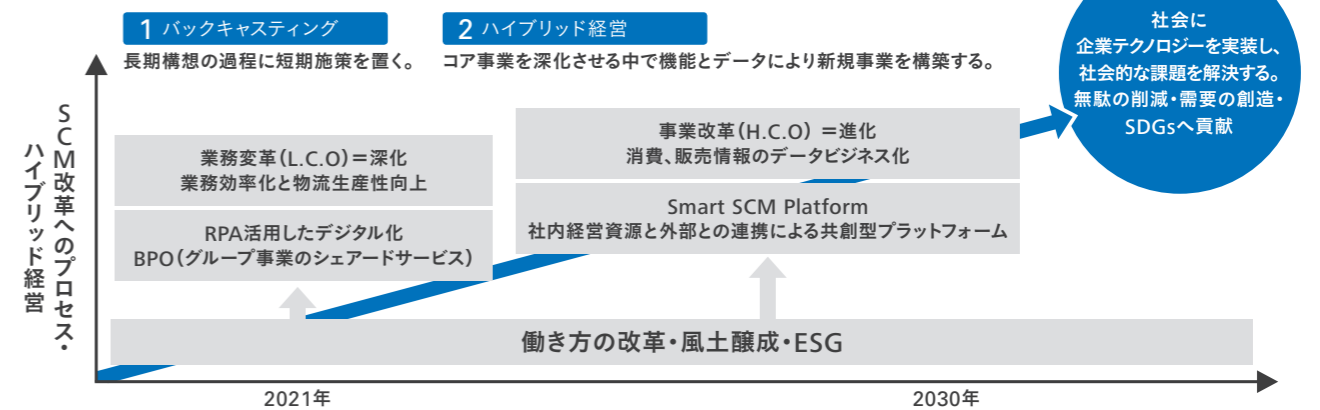 1 バックキャスティング
長期構想の過程に短期施策を置く。
2 ハイブリッド経営
コア事業を深化させる中で機能とデータにより新規事業を構築する。
社会に
企業テクノロジーを実装し、
社会的な課題を解決する。
無駄の削減・需要の創造・
SDGsへ貢献
SCM改革へのプロセス・
ハイブリッド経営
業務変革(L.C.O)=深化
業務効率化と物流生産性向上
RPA活用したデジタル化
BPO(グループ事業のシェアードサービス)
事業改革(H.C.O) =進化
消費、販売情報のデータビジネス化
Smart SCM Platform
社内経営資源と外部との連携による共創型プラットフォーム
働き方の改革・風土醸成・ESG
2021年
2030年